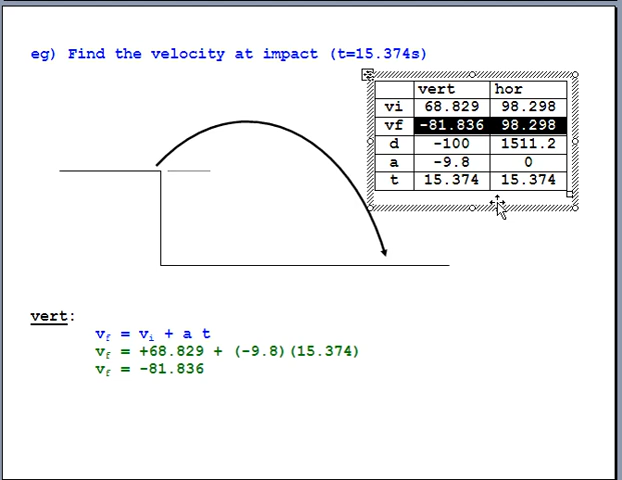 eg) Find the velocity at impact (t=15.374s)
vert hor
vi 68.829 98.298
vf -81.836 98.298
d -100 1511.2
a -9.8 0
t 15.374 15.374
vert:
vf = vi + a t
vf = +68.829 + (-9.8)(15.374)
vf = -81.836